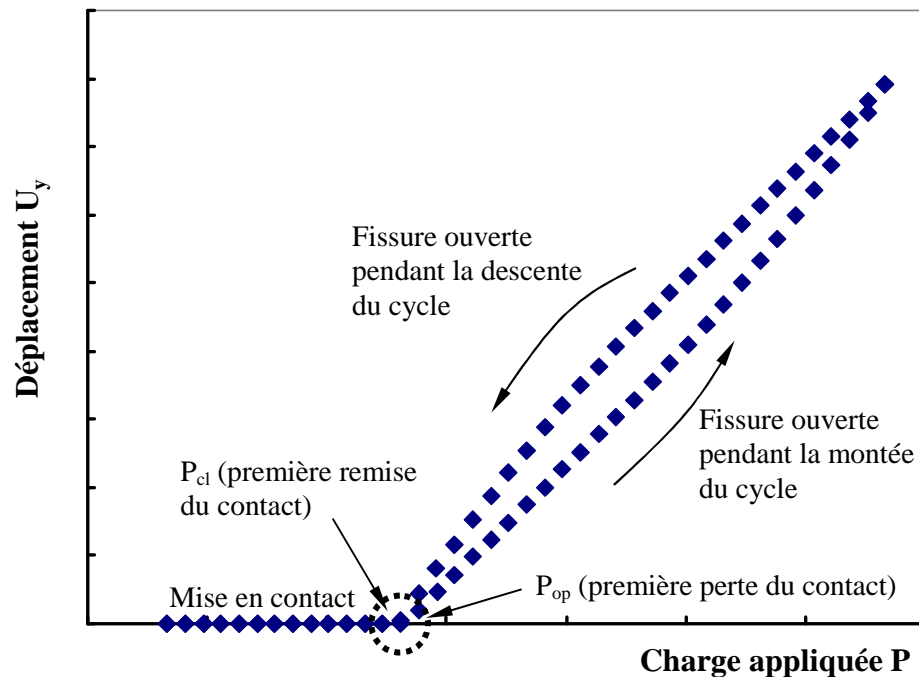 Déplacement Uy
Fissure ouverte
pendant la descente
du cycle
Fissure ouverte
pendant la montée
du cycle
Pcl (première remise
du contact)
Mise en contact
Pop (première perte du contact)
Charge appliquée P